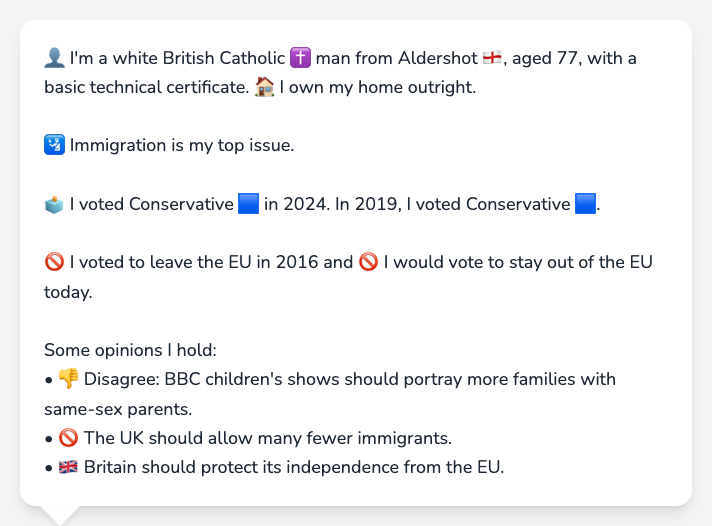 👤 I'm a white British Catholic ✝️ man from Aldershot 🏴󠁧󠁢󠁥󠁮󠁧󠁿, aged 77, with a
basic technical certificate. 🏠 I own my home outright.
🛂 Immigration is my top issue.
🗳️ I voted Conservative 🟦 in 2024. In 2019, I voted Conservative 🟦.
🚫 I voted to leave the EU in 2016 and 🚫 I would vote to stay out of the EU
today.
Some opinions I hold:
• 👎 Disagree: BBC children's shows should portray more families with
same-sex parents.
• 🚫 The UK should allow many fewer immigrants.
• 🇬🇧 Britain should protect its independence from the EU.